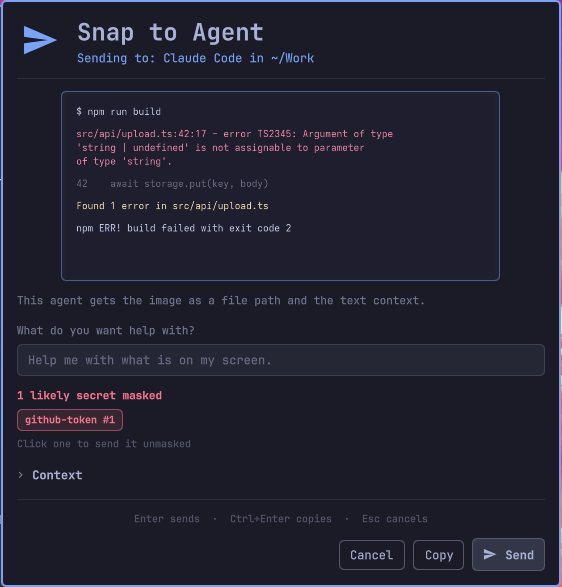 Snap to Agent
Sending to: Claude Code in ~/Work
$ npm run build
src/api/upload.ts:42:17 - error TS2345: Argument of type
'string | undefined' is not assignable to parameter
of type 'string'.
42    await storage.put(key, body)
Found 1 error in src/api/upload.ts
npm ERR! build failed with exit code 2
This agent gets the image as a file path and the text context.
What do you want help with?
Help me with what is on my screen.
1 likely secret masked
github-token #1
Click one to send it unmasked
› Context
Enter sends · Ctrl+Enter copies · Esc cancels
Cancel Copy Send